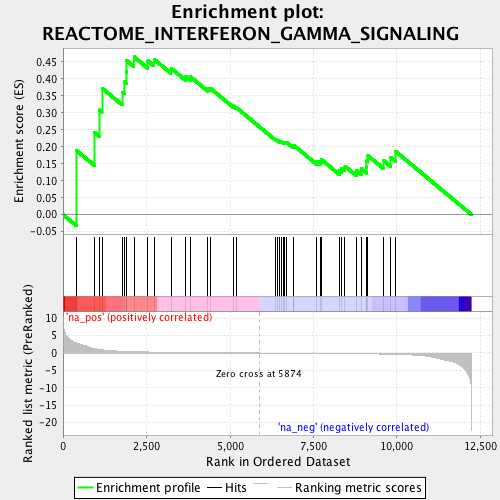 Enrichment plot:
REACTOME_INTERFERON_GAMMA_SIGNALING
Enrichment score (ES)
0.45
0.40
0.35
0.30
0.25
0.20
0.15
0.10
0.05
0.00
-0.05
Ranked list metric (PreRanked)
10
5
0
-5
-10
-15
-20
'na_pos' (positively correlated)
Zero cross at 5874
'na_neg' (negatively correlated)
0
2,500
5,000
7,500
10,000
12,500
Rank in Ordered Dataset
Enrichment profile
Hits
Ranking metric scores